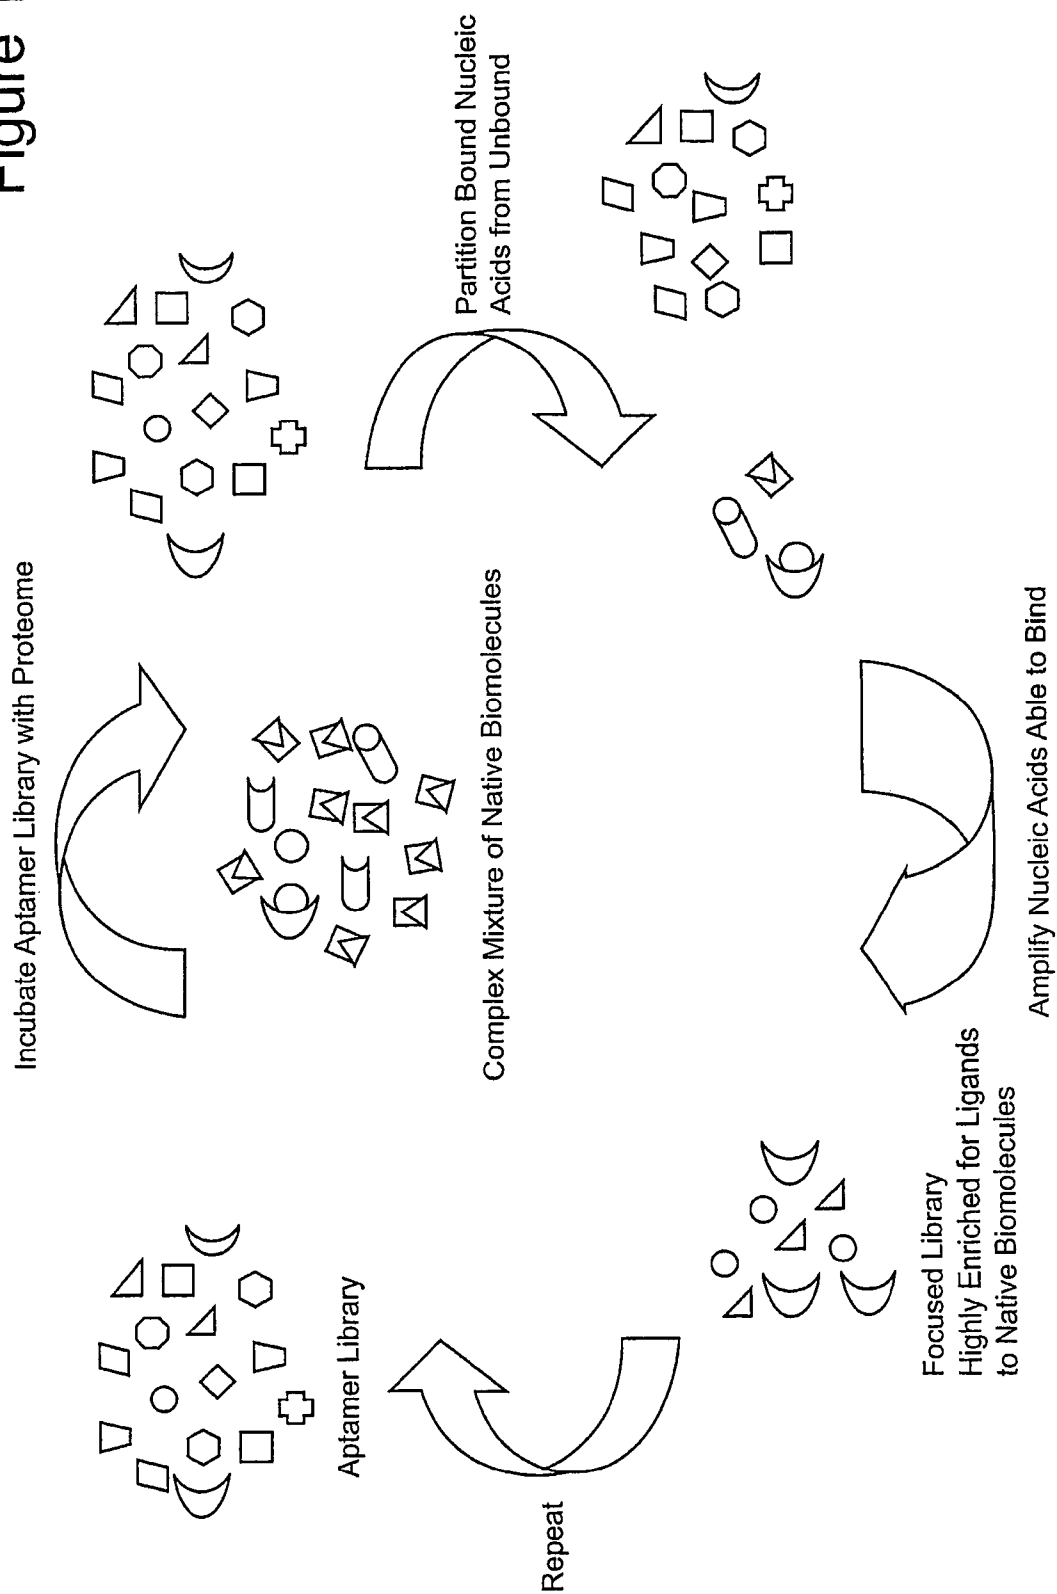 Figure
Incubate Aptamer Library with Proteome
Aptamer Library
Complex Mixture of Native Biomolecules
Partition Bound Nucleic
Acids from Unbound
Repeat
Focused Library
Highly Enriched for Ligands
to Native Biomolecules
Amplify Nucleic Acids Able to Bind